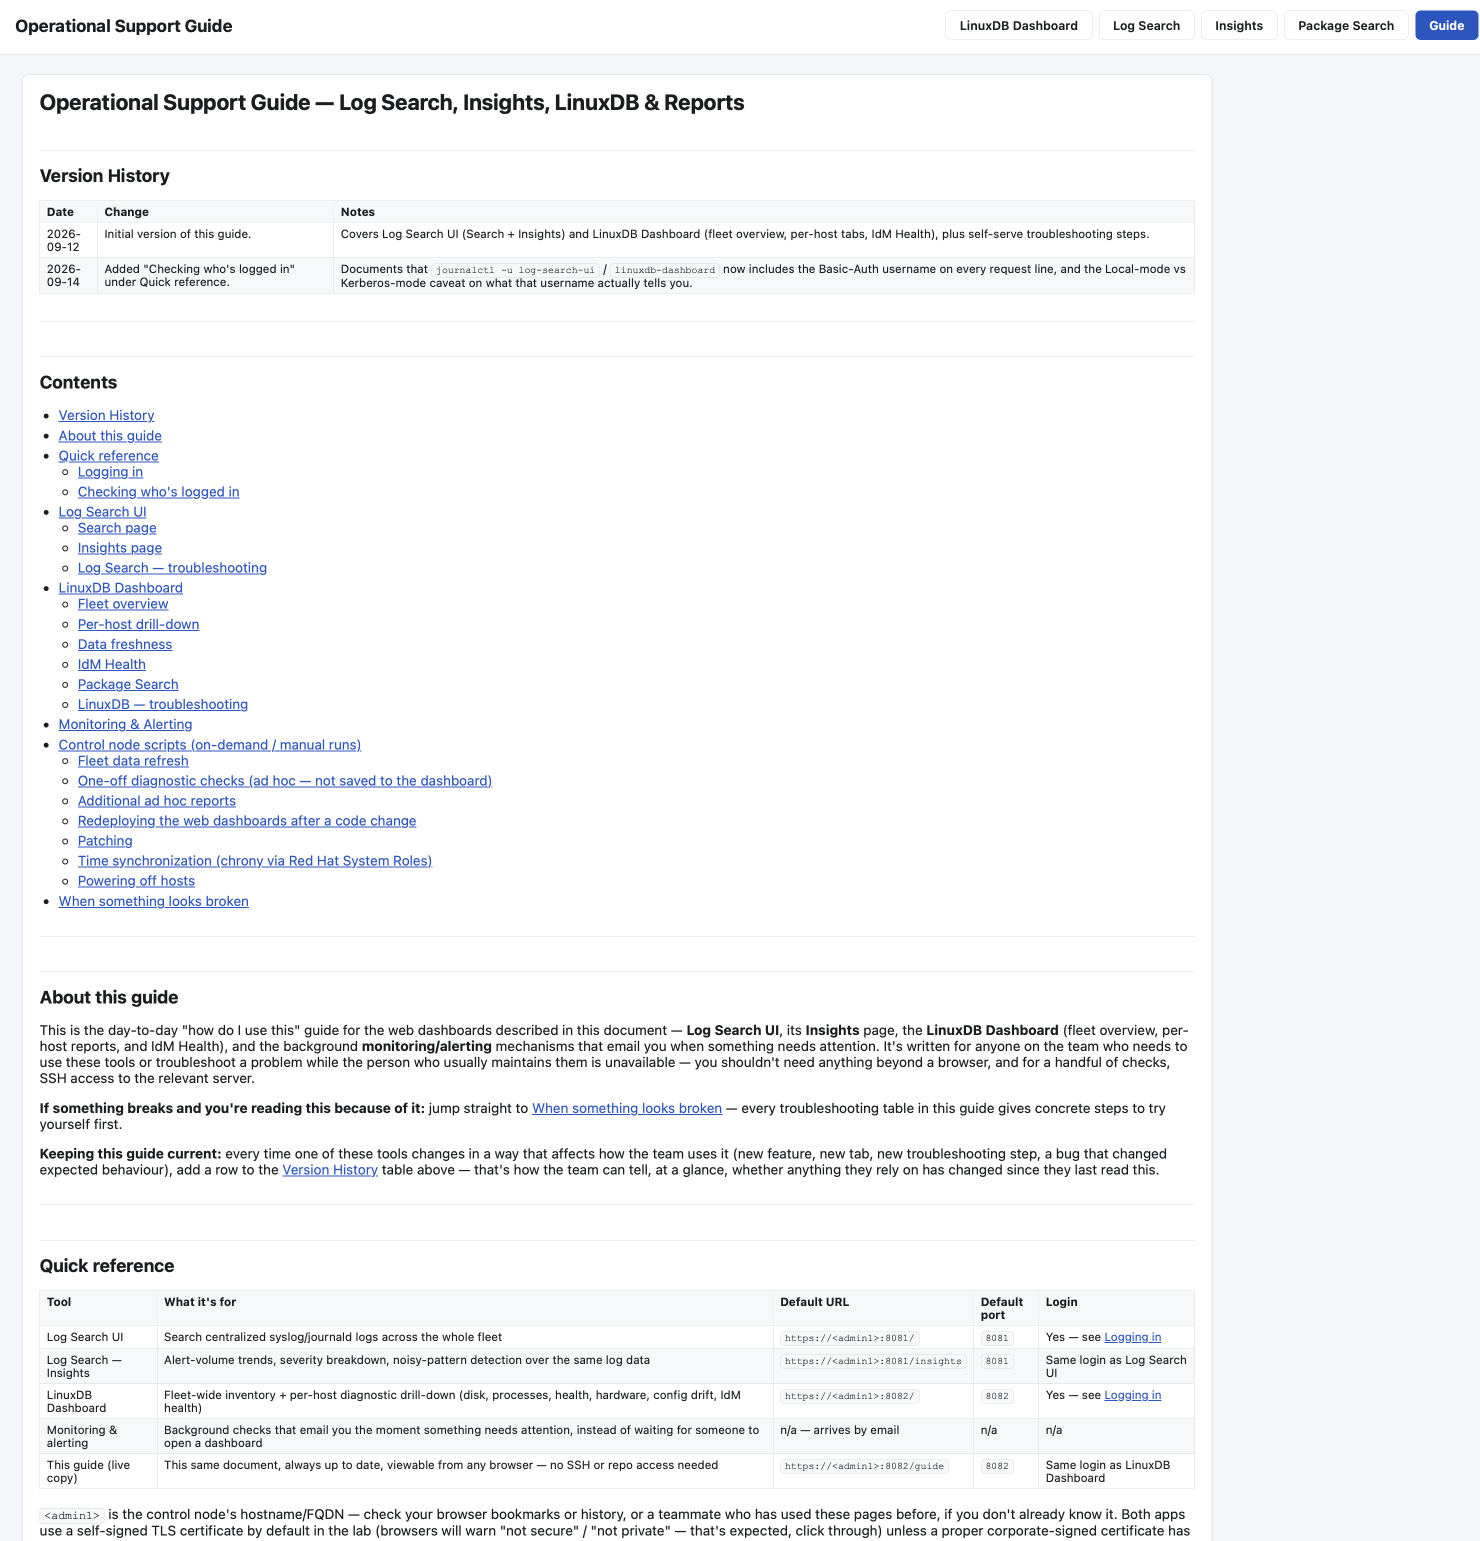 Operational Support Guide
LinuxDB Dashboard
Log Search
Insights
Package Search
Guide
Operational Support Guide — Log Search, Insights, LinuxDB & Reports
Version History
Date Change Notes
2026-09-12 Initial version of this guide. Covers Log Search UI (Search + Insights) and LinuxDB Dashboard (fleet overview, per-host tabs, IdM Health), plus self-serve troubleshooting steps.
2026-09-14 Added "Checking who's logged in" under Quick reference. Documents that journalctl -u log-search-ui / linuxdb-dashboard now includes the Basic-Auth username on every request line, and the Local-mode vs Kerberos-mode caveat on what that username actually tells you.
Contents
• Version History
• About this guide
• Quick reference
◦ Logging in
◦ Checking who's logged in
• Log Search UI
◦ Search page
◦ Insights page
◦ Log Search — troubleshooting
• LinuxDB Dashboard
◦ Fleet overview
◦ Per-host drill-down
◦ Data freshness
◦ IdM Health
◦ Package Search
◦ LinuxDB — troubleshooting
• Monitoring & Alerting
• Control node scripts (on-demand / manual runs)
◦ Fleet data refresh
◦ One-off diagnostic checks (ad hoc — not saved to the dashboard)
◦ Additional ad hoc reports
◦ Redeploying the web dashboards after a code change
◦ Patching
◦ Time synchronization (chrony via Red Hat System Roles)
◦ Powering off hosts
• When something looks broken
About this guide
This is the day-to-day "how do I use this" guide for the web dashboards described in this document — Log Search UI, its Insights page, the LinuxDB Dashboard (fleet overview, per-
host reports, and IdM Health), and the background monitoring/alerting mechanisms that email you when something needs attention. It's written for anyone on the team who needs to
use these tools or troubleshoot a problem while the person who usually maintains them is unavailable — you shouldn't need anything beyond a browser, and for a handful of checks,
SSH access to the relevant server.
If something breaks and you're reading this because of it: jump straight to When something looks broken — every troubleshooting table in this guide gives concrete steps to try
yourself first.
Keeping this guide current: every time one of these tools changes in a way that affects how the team uses it (new feature, new tab, new troubleshooting step, a bug that changed
expected behaviour), add a row to the Version History table above — that's how the team can tell, at a glance, whether anything they rely on has changed since they last read this.
Quick reference
Tool What it's for Default URL Default port Login
Log Search UI Search centralized syslog/journald logs across the whole fleet https://<admin1>:8081/ 8081 Yes — see Logging in
Log Search — Insights Alert-volume trends, severity breakdown, noisy-pattern detection over the same log data https://<admin1>:8081/insights 8081 Same login as Log Search UI
LinuxDB Dashboard Fleet-wide inventory + per-host diagnostic drill-down (disk, processes, health, hardware, config drift, IdM health) https://<admin1>:8082/ 8082 Yes — see Logging in
Monitoring & alerting Background checks that email you the moment something needs attention, instead of waiting for someone to open a dashboard n/a — arrives by email n/a n/a
This guide (live copy) This same document, always up to date, viewable from any browser — no SSH or repo access needed https://<admin1>:8082/guide 8082 Same login as LinuxDB Dashboard
<admin1> is the control node's hostname/FQDN — check your browser bookmarks or history, or a teammate who has used these pages before, if you don't already know it. Both apps
use a self-signed TLS certificate by default in the lab (browsers will warn "not secure" / "not private" — that's expected, click through) unless a proper corporate-signed certificate has